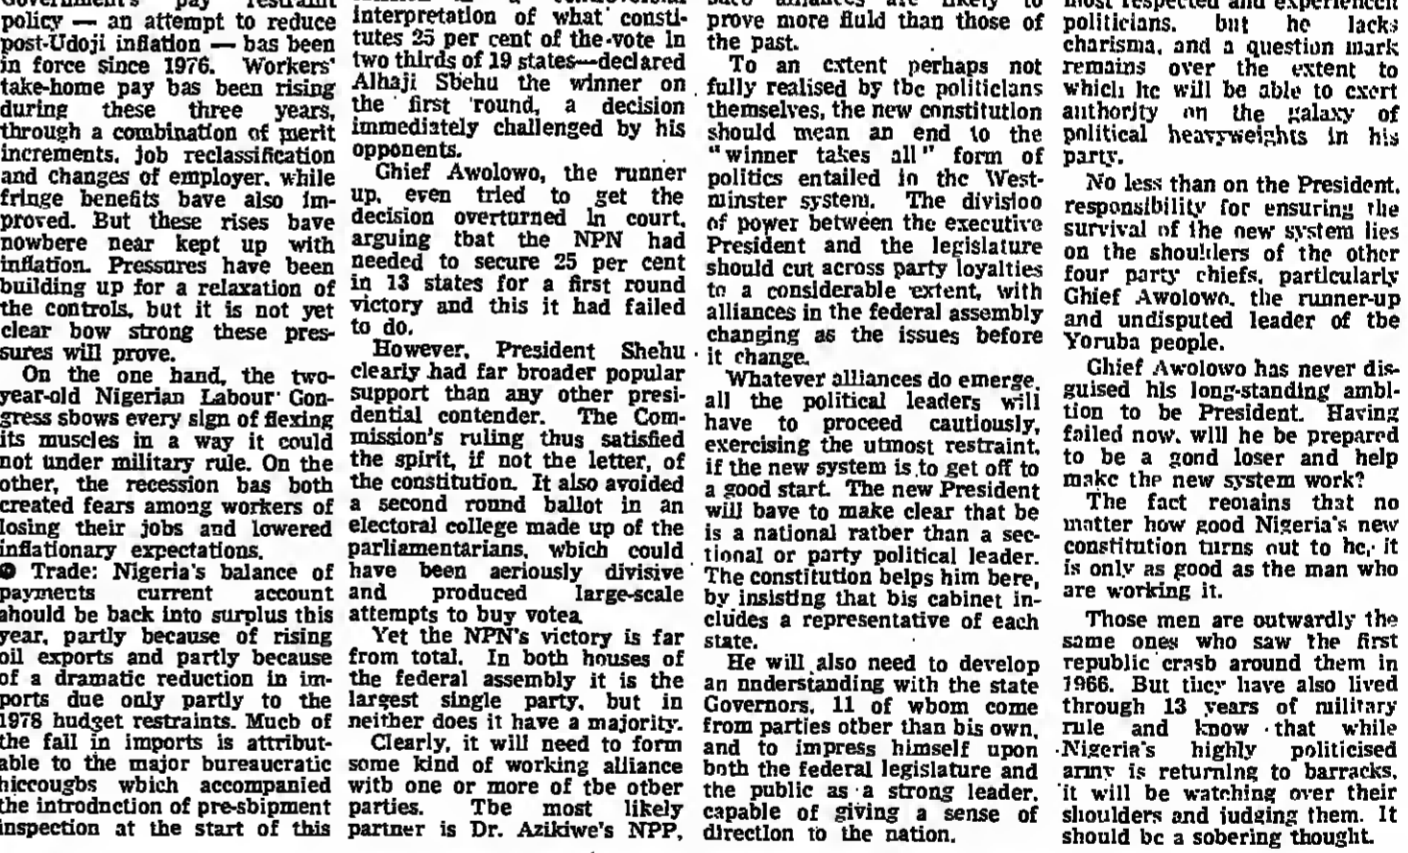 Government's pay restraint
policy — an attempt to reduce
post-Udoji inflation — has been
in force since 1976. Workers'
take-home pay has been rising
during these three years,
through a combination of merit
increments, job reclassification
and changes of employer, while
fringe benefits have also im-
proved. But these rises have
nowhere near kept up with
inflation. Pressures have been
building up for a relaxation of
the controls, but it is not yet
clear how strong these pres-
sures will prove.
On the one hand, the two-
year-old Nigerian Labour Con-
gress shows every sign of flexing
its muscles in a way it could
not under military rule. On the
other, the recession has both
created fears among workers of
losing their jobs and lowered
inflationary expectations.
● Trade: Nigeria's balance of
payments current account
should be back into surplus this
year, partly because of rising
oil exports and partly because
of a dramatic reduction in im-
ports due only partly to the
1978 budget restraints. Much of
the fall in imports is attribut-
able to the major bureaucratic
hiccoughs which accompanied
the introduction of pre-shipment
inspection at the start of this
interpretation of what consti-
tutes 25 per cent of the vote in
two thirds of 19 states—declared
Alhaji Shehu the winner on
the first round, a decision
immediately challenged by his
opponents.
Chief Awolowo, the runner
up, even tried to get the
decision overturned in court,
arguing that the NPN had
needed to secure 25 per cent
in 13 states for a first round
victory and this it had failed
to do.
However, President Shehu
clearly had far broader popular
support than any other presi-
dential contender. The Com-
mission's ruling thus satisfied
the spirit, if not the letter, of
the constitution. It also avoided
a second round ballot in an
electoral college made up of the
parliamentarians, which could
have been seriously divisive
and produced large-scale
attempts to buy votes.
Yet the NPN's victory is far
from total. In both houses of
the federal assembly it is the
largest single party, but in
neither does it have a majority.
Clearly, it will need to form
some kind of working alliance
with one or more of the other
parties. The most likely
partner is Dr. Azikiwe's NPP,
such alliances are likely to
prove more fluid than those of
the past.
To an extent perhaps not
fully realised by the politicians
themselves, the new constitution
should mean an end to the
"winner takes all" form of
politics entailed in the West-
minster system. The division
of power between the executive
President and the legislature
should cut across party loyalties
to a considerable extent, with
alliances in the federal assembly
changing as the issues before
it change.
Whatever alliances do emerge,
all the political leaders will
have to proceed cautiously,
exercising the utmost restraint,
if the new system is to get off to
a good start. The new President
will have to make clear that he
is a national rather than a sec-
tional or party political leader.
The constitution helps him here,
by insisting that his cabinet in-
cludes a representative of each
state.
He will also need to develop
an understanding with the state
Governors, 11 of whom come
from parties other than his own,
and to impress himself upon
both the federal legislature and
the public as a strong leader,
capable of giving a sense of
direction to the nation.
most respected and experienced
politicians, but he lacks
charisma, and a question mark
remains over the extent to
which he will be able to exert
authority on the galaxy of
political heavyweights in his
party.
No less than on the President,
responsibility for ensuring the
survival of the new system lies
on the shoulders of the other
four party chiefs, particularly
Chief Awolowo, the runner-up
and undisputed leader of the
Yoruba people.
Chief Awolowo has never dis-
guised his long-standing ambi-
tion to be President. Having
failed now, will he be prepared
to be a good loser and help
make the new system work?
The fact remains that no
matter how good Nigeria's new
constitution turns out to be, it
is only as good as the man who
are working it.
Those men are outwardly the
same ones who saw the first
republic crash around them in
1966. But they have also lived
through 13 years of military
rule and know that while
Nigeria's highly politicised
army is returning to barracks,
it will be watching over their
shoulders and judging them. It
should be a sobering thought.